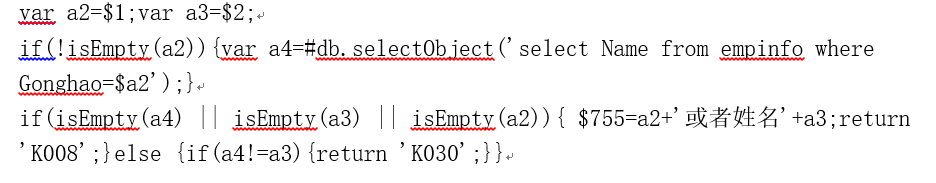 var a2=$1;var a3=$2;
if(!isEmpty(a2)){var a4=#db.selectObject('select Name from empinfo where
Gonghao=$a2');}
if(isEmpty(a4) || isEmpty(a3) || isEmpty(a2)){ $755=a2+'或者姓名'+a3;return
'K008';}else {if(a4!=a3){return 'K030';}}